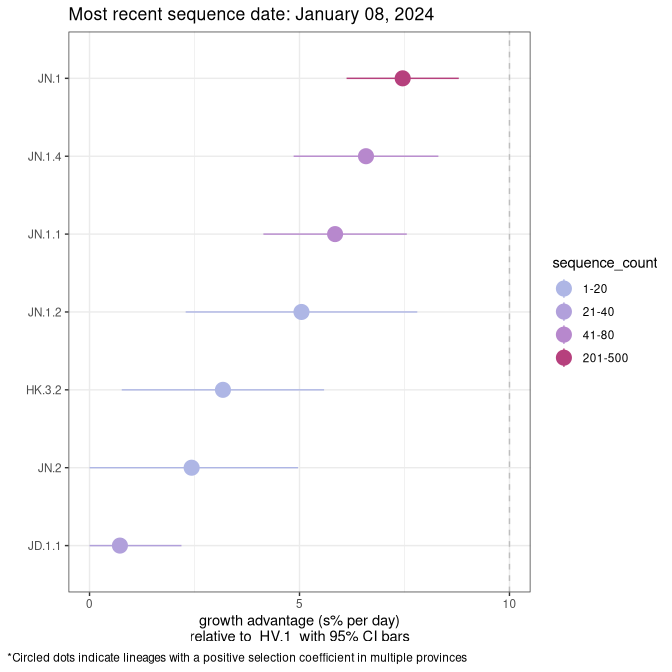 Most recent sequence date: January 08, 2024
JN.1
JN.1.4
JN.1.1
JN.1.2
HK.3.2
JN.2
JD.1.1
0 5 10
growth advantage (s% per day)
relative to HV.1 with 95% CI bars
sequence_count
1-20
21-40
41-80
201-500
*Circled dots indicate lineages with a positive selection coefficient in multiple provinces